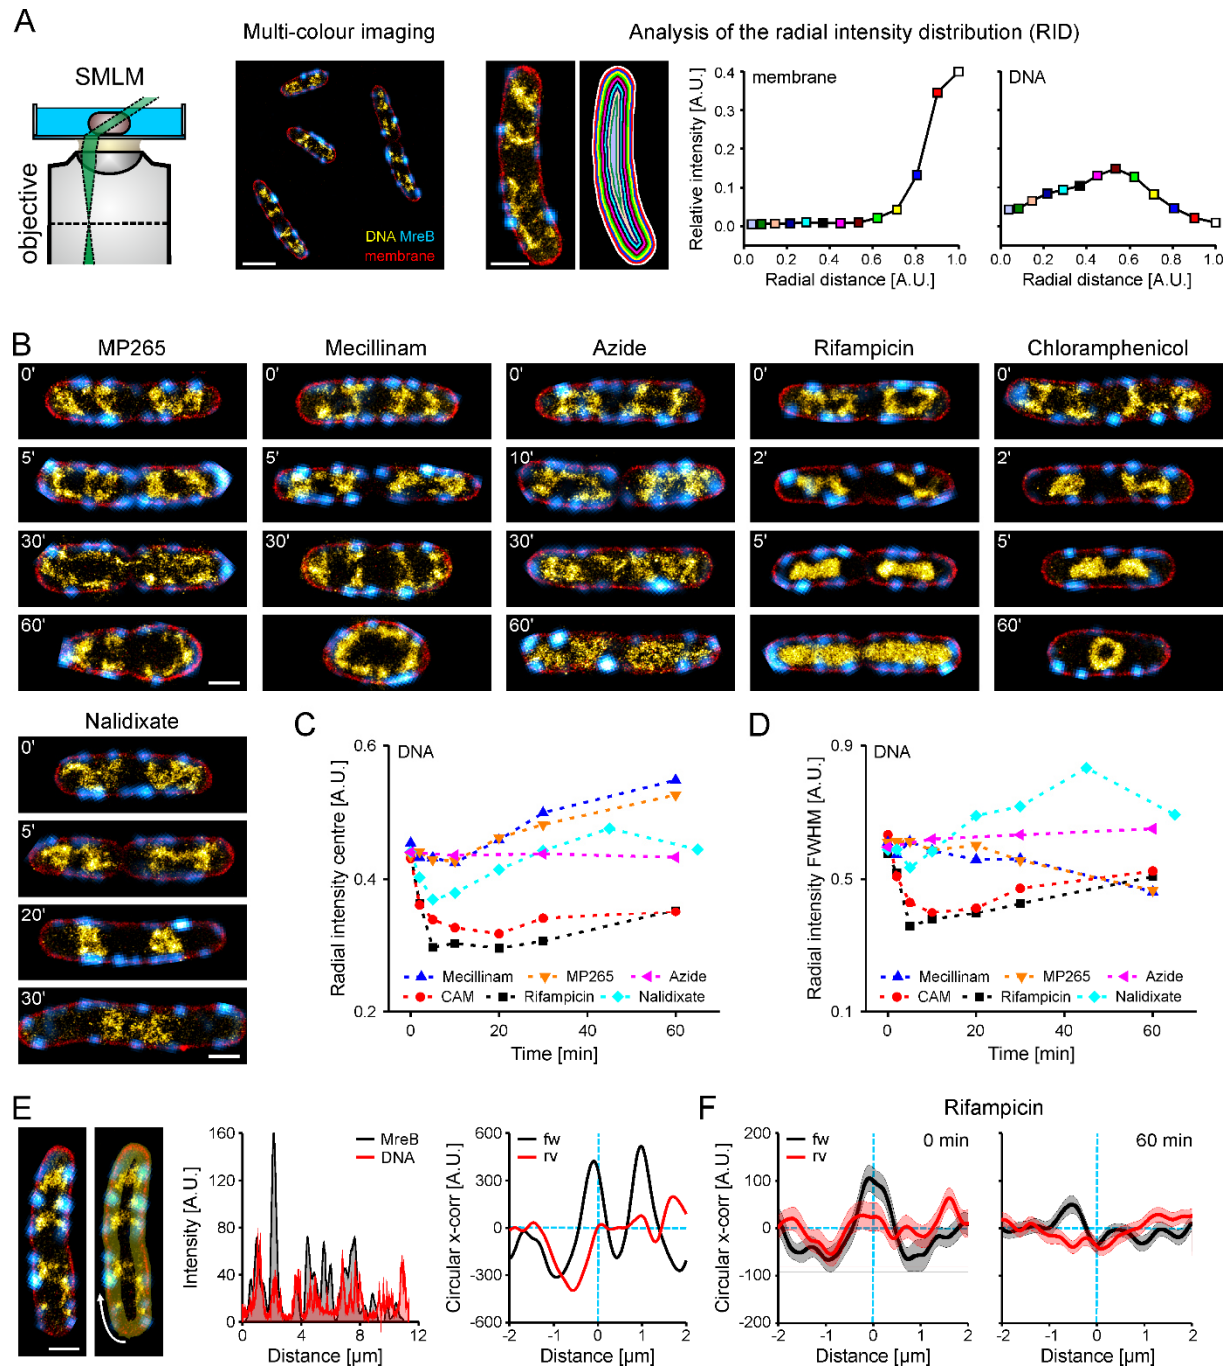 A
Multi-colour imaging
Analysis of the radial intensity distribution (RID)
SMLM
objective
DNA MreB
membrane
Relative intensity [A.U.]
0.4
0.3
0.2
0.1
0.0
membrane
0.0 0.2 0.4 0.6 0.8 1.0
Radial distance [A.U.]
DNA
0.0 0.2 0.4 0.6 0.8 1.0
Radial distance [A.U.]
B
MP265
Mecillinam
Azide
Rifampicin
Chloramphenicol
0'
0'
0'
0'
0'
5'
5'
10'
2'
2'
30'
30'
30'
5'
5'
60'
60'
60'
60'
Nalidixate
0'
5'
20'
30'
C
Radial intensity centre [A.U.]
0.6
0.4
0.2
DNA
Mecillinam MP265 Azide
CAM Rifampicin Nalidixate
0 20 40 60
Time [min]
D
Radial intensity FWHM [A.U.]
0.9
0.5
0.1
DNA
Mecillinam MP265 Azide
CAM Rifampicin Nalidixate
0 20 40 60
Time [min]
E
Intensity [A.U.]
160
120
80
40
0
MreB
DNA
0 4 8 12
Distance [µm]
Circular x-corr [A.U.]
600
300
0
-300
-600
fw
rv
-2 -1 0 1 2
Distance [µm]
F
Rifampicin
Circular x-corr [A.U.]
200
100
0
-100
-200
fw
rv
0 min
-2 -1 0 1 2
Distance [µm]
60 min
-2 -1 0 1 2
Distance [µm]